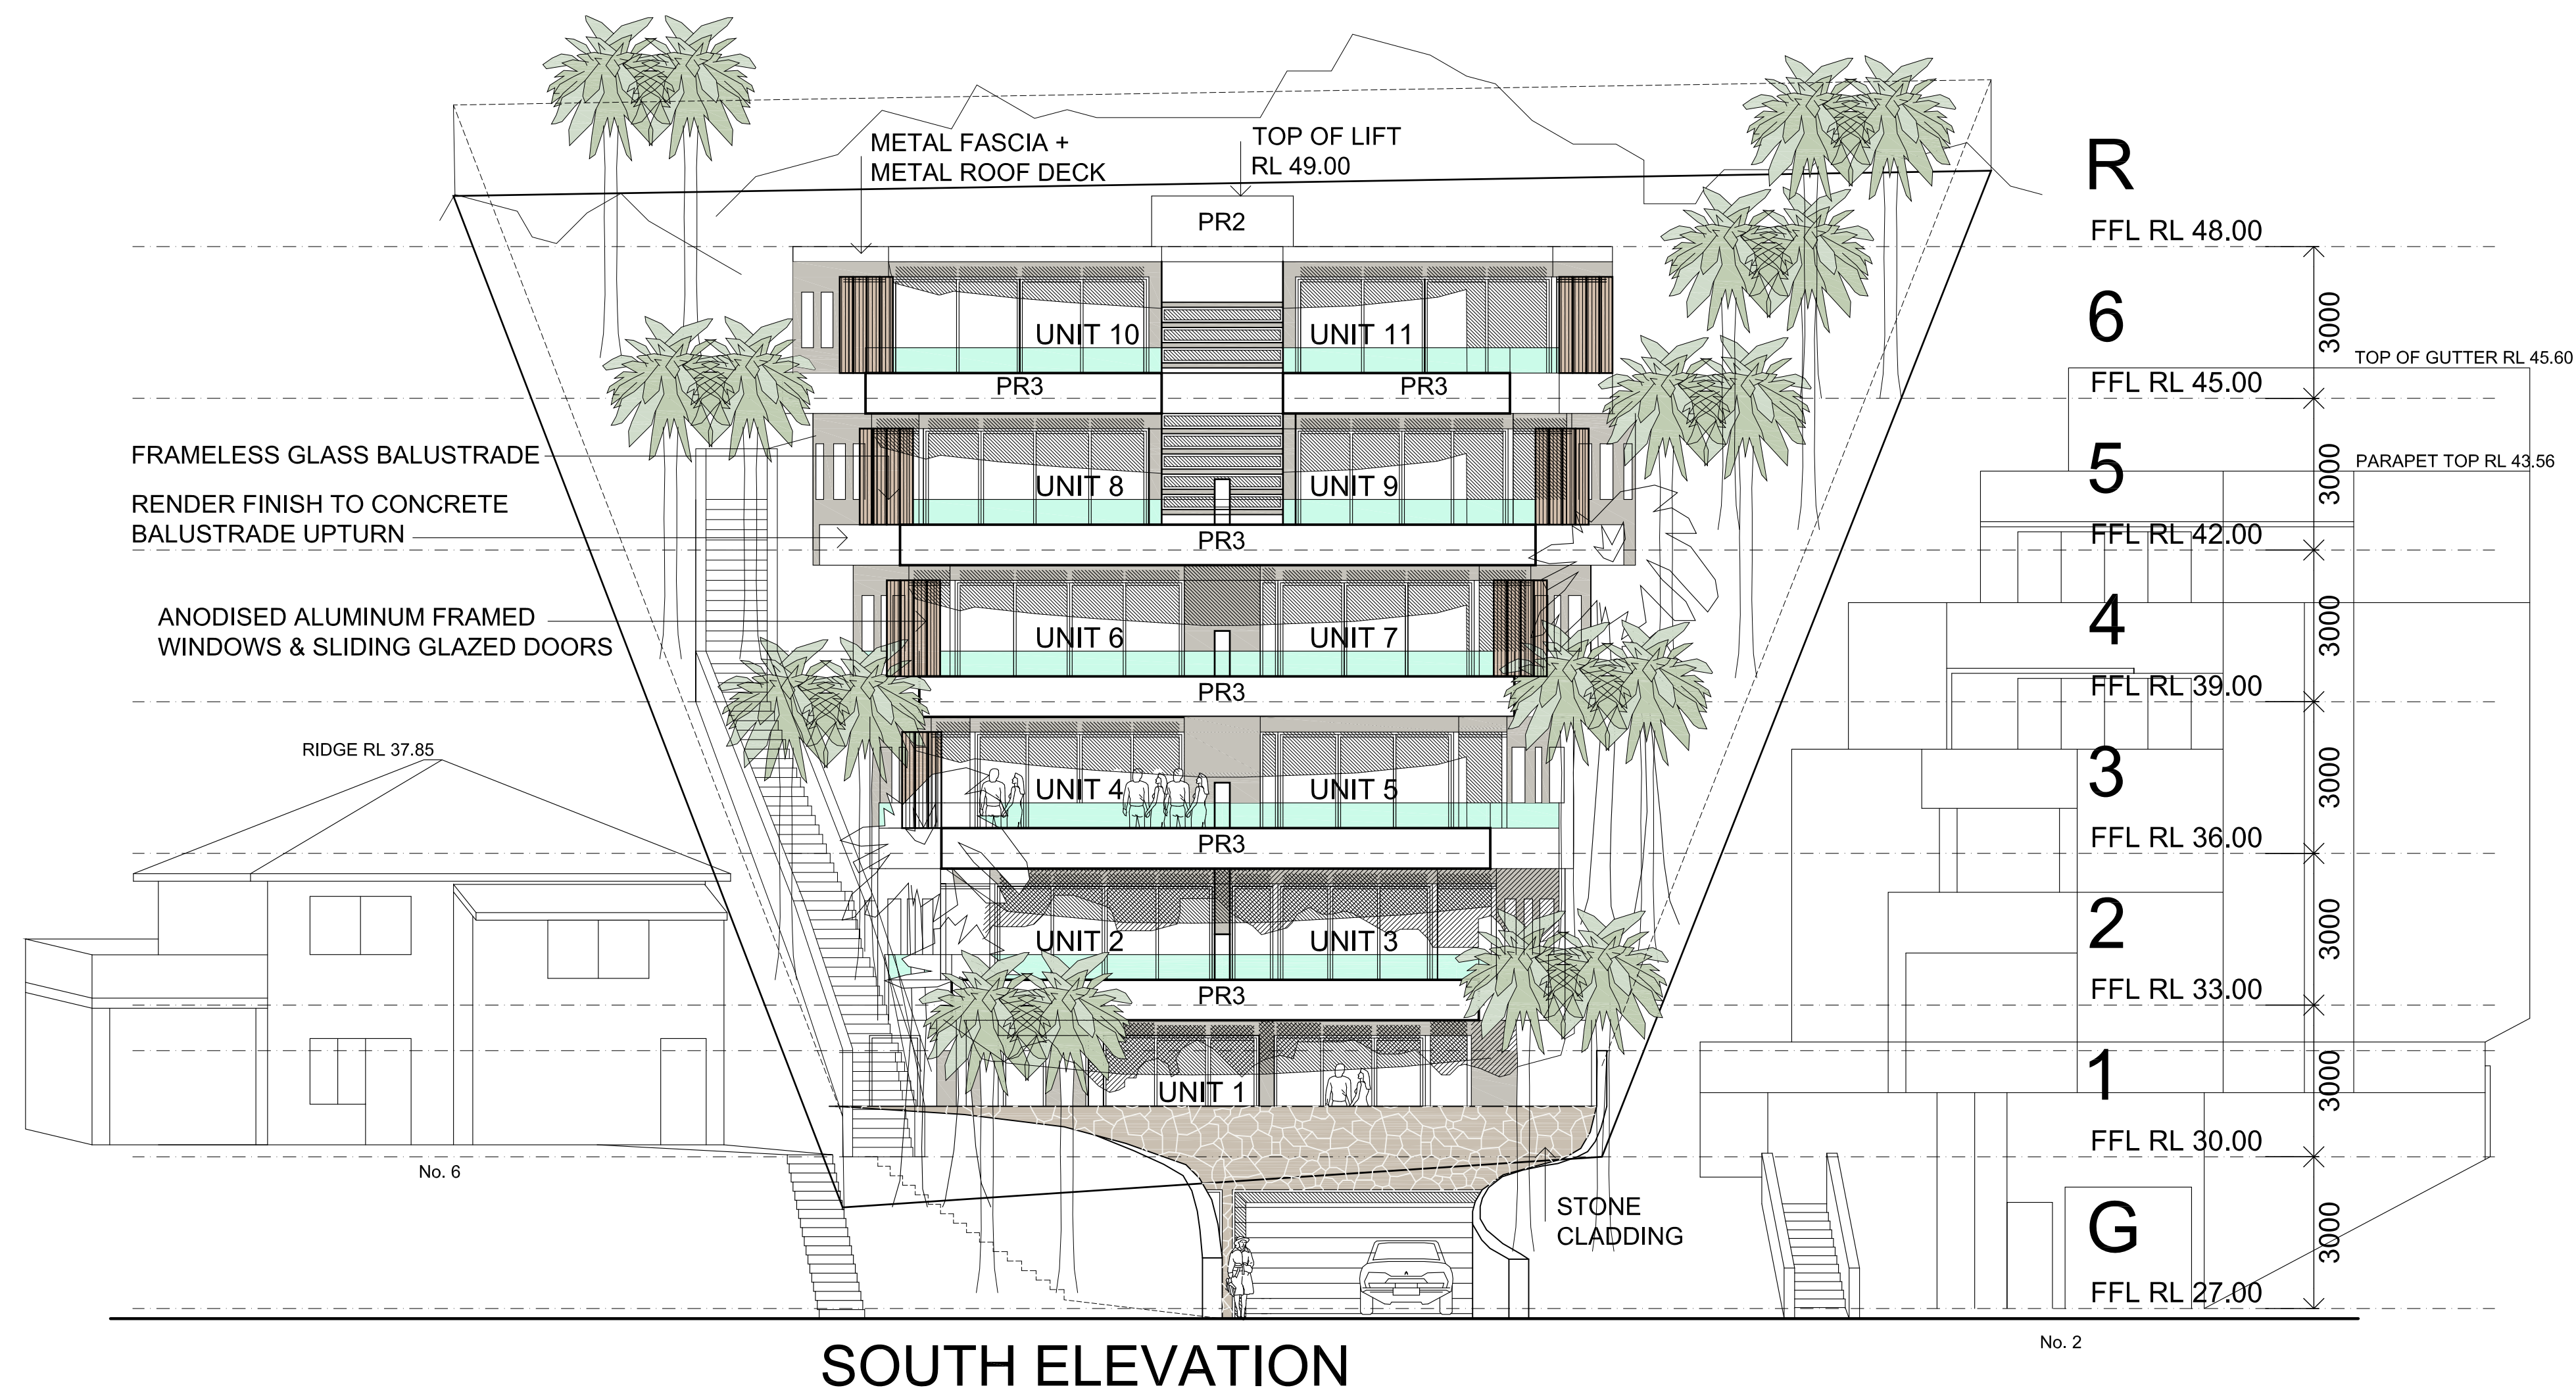 METAL FASCIA +
METAL ROOF DECK
TOP OF LIFT
RL 49.00
R
PR2
FFL RL 48.00
6
3000
UNIT 10
UNIT 11
TOP OF GUTTER RL 45.60
PR3
PR3
FFL RL 45.00
FRAMELESS GLASS BALUSTRADE
5
3000
PARAPET TOP RL 43.56
UNIT 8
UNIT 9
RENDER FINISH TO CONCRETE
BALUSTRADE UPTURN
PR3
FFL RL 42.00
ANODISED ALUMINUM FRAMED
WINDOWS & SLIDING GLAZED DOORS
4
3000
UNIT 6
UNIT 7
PR3
FFL RL 39.00
RIDGE RL 37.85
3
3000
UNIT 4
UNIT 5
PR3
FFL RL 36.00
2
3000
UNIT 2
UNIT 3
PR3
FFL RL 33.00
1
3000
UNIT 1
FFL RL 30.00
No. 6
STONE
CLADDING
G
3000
FFL RL 27.00
No. 2
SOUTH ELEVATION